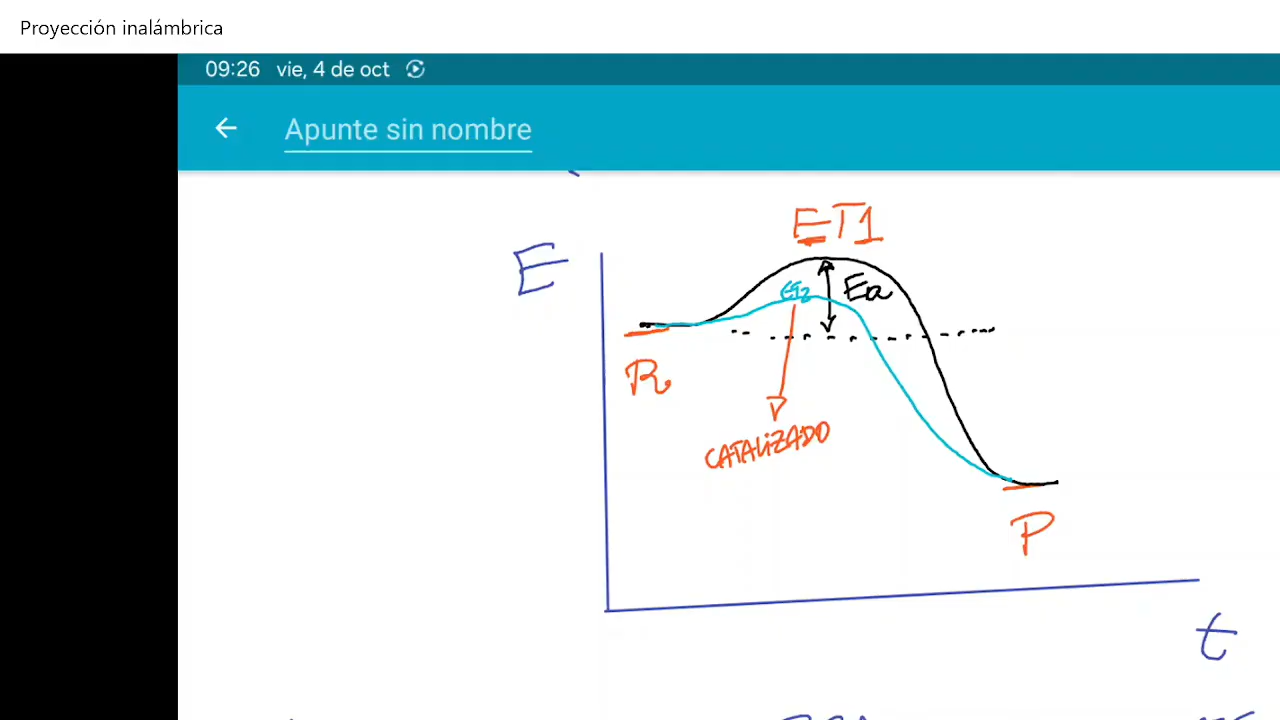 Proyección inalámbrica
09:26 vie, 4 de oct
Apunte sin nombre
ET1
E
ET2
Ea
R
CATALIZADO
P
t